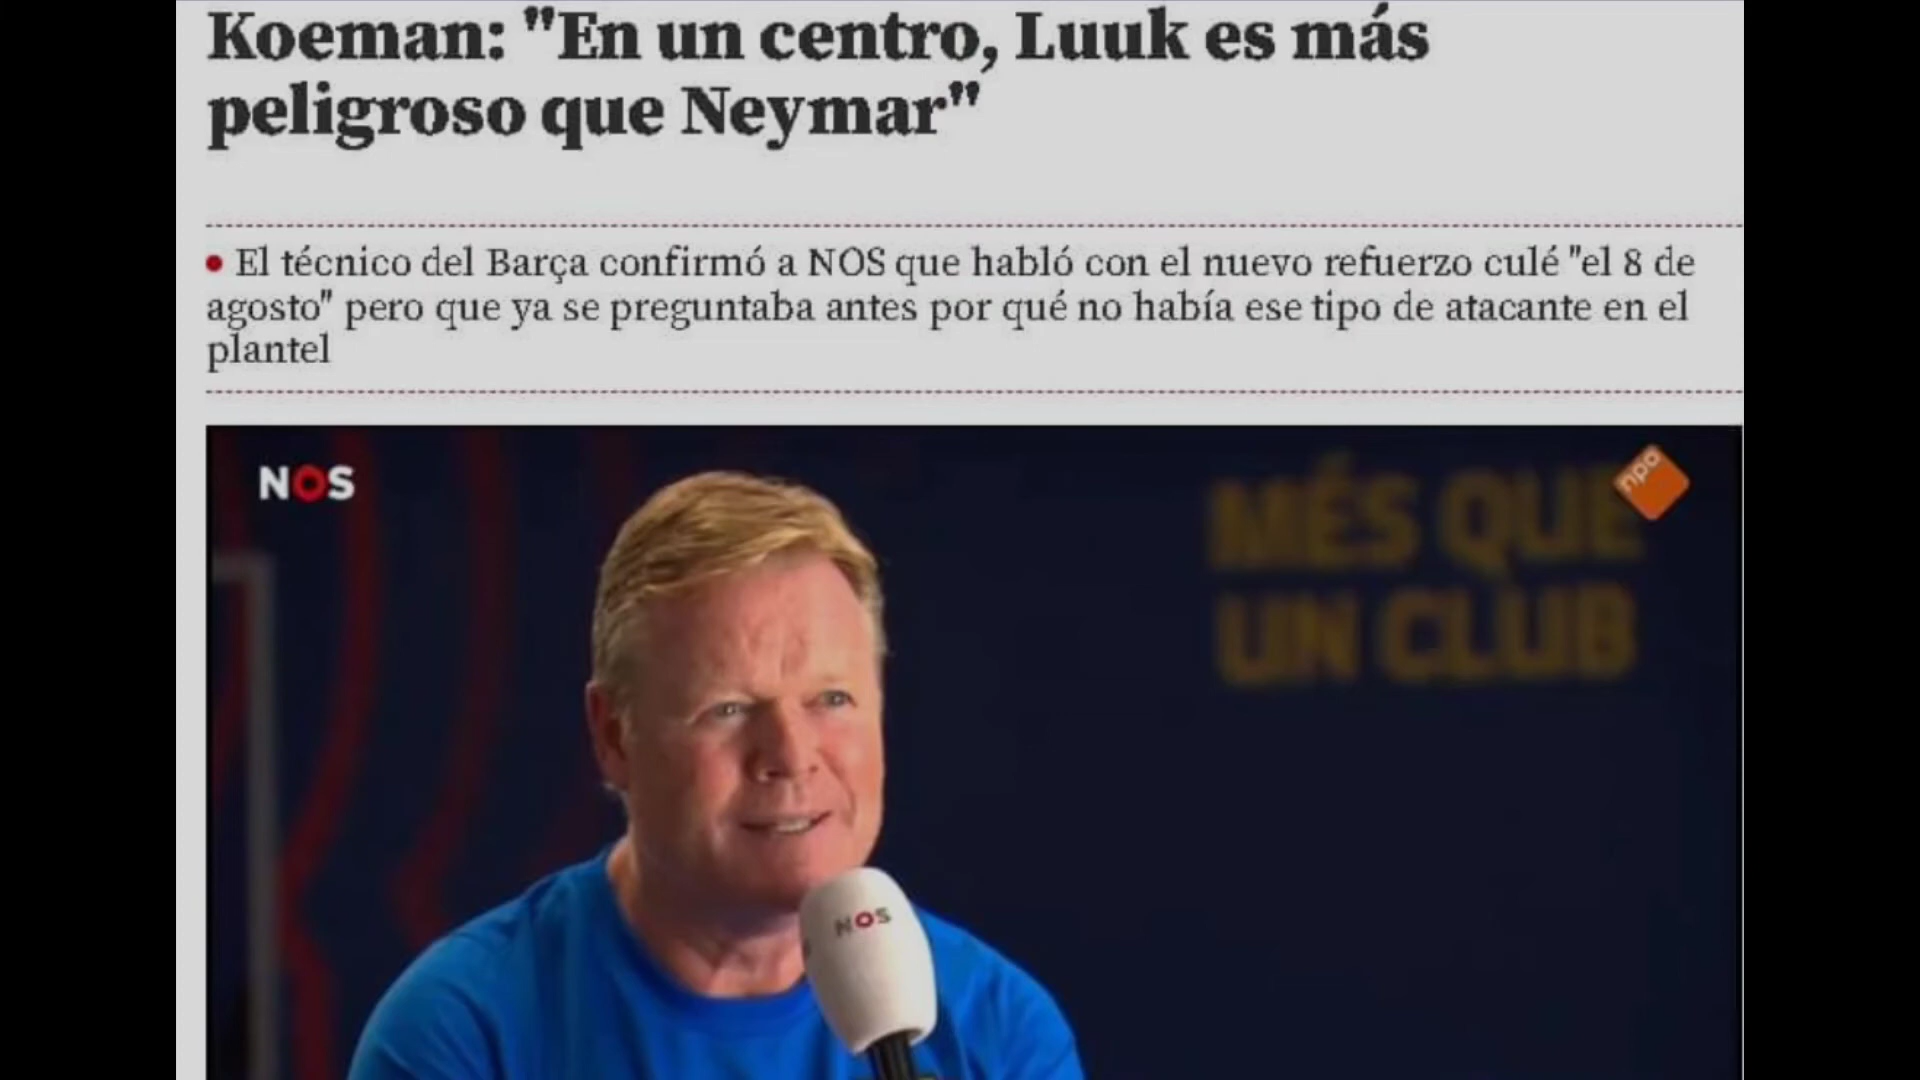 Koeman: "En un centro, Luuk es más
peligroso que Neymar"
• El técnico del Barça confirmó a NOS que habló con el nuevo refuerzo culé "el 8 de
agosto" pero que ya se preguntaba antes por qué no había ese tipo de atacante en el
plantel
NOS
npo
MÉS QUE
UN CLUB
NOS